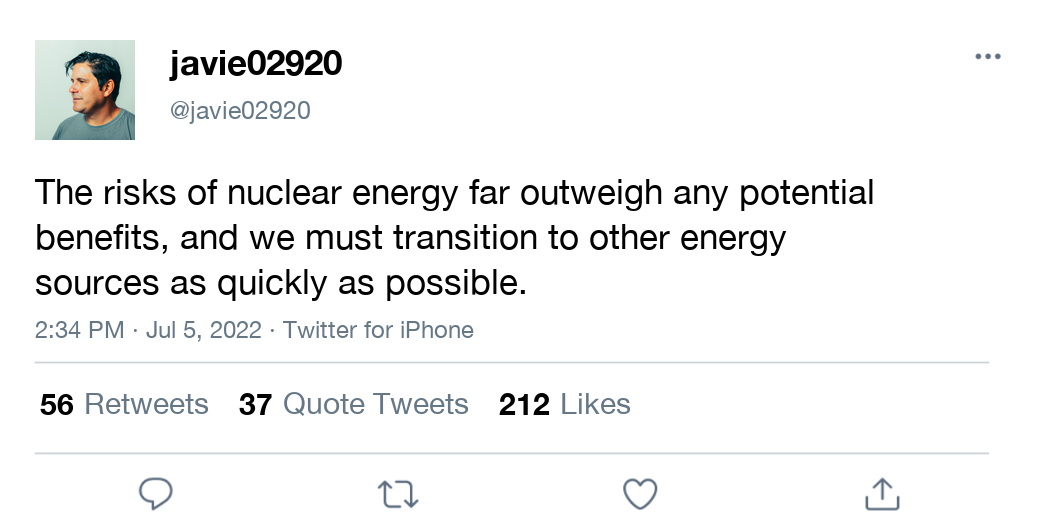 javie02920
@javie02920
The risks of nuclear energy far outweigh any potential
benefits, and we must transition to other energy
sources as quickly as possible.
2:34 PM · Jul 5, 2022 · Twitter for iPhone
56 Retweets 37 Quote Tweets 212 Likes